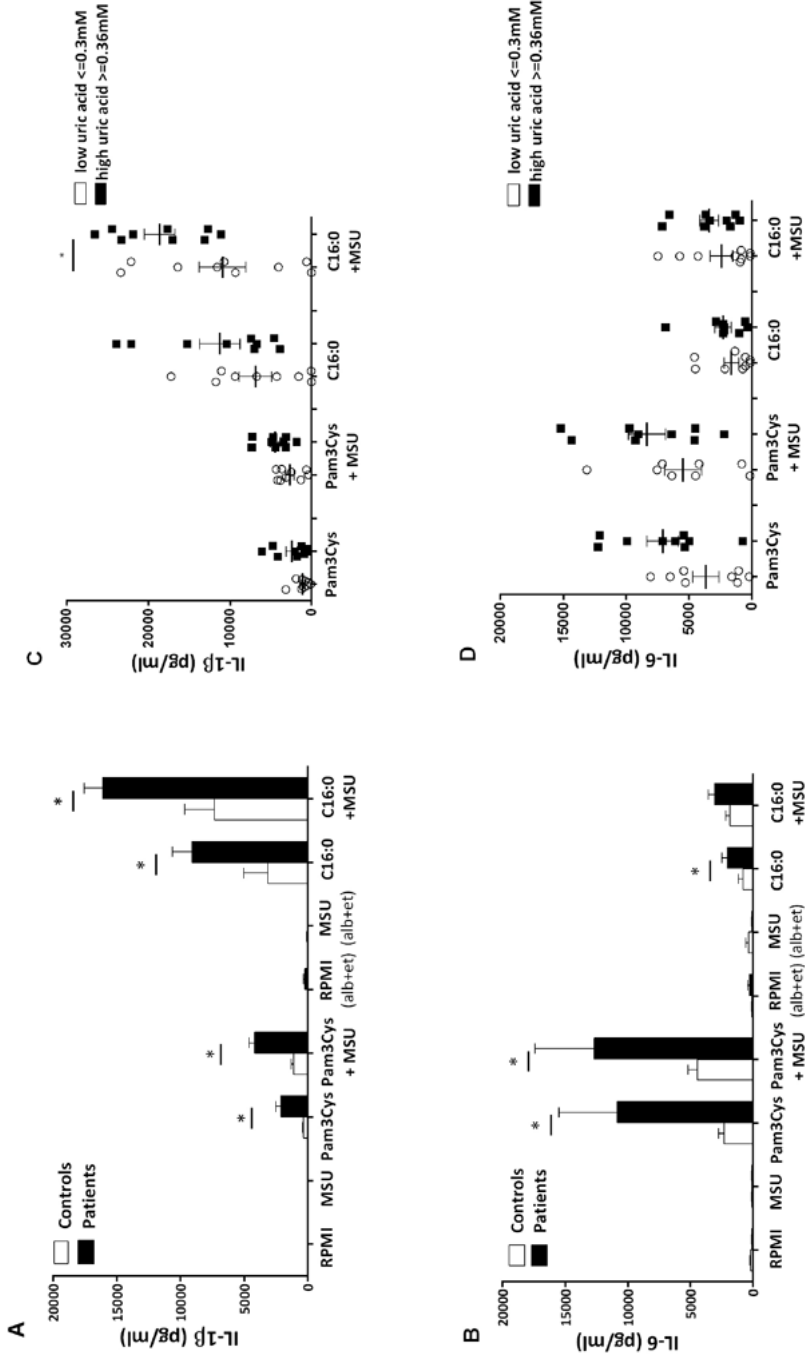 A
Controls
Patients
IL-1β (pg/ml)
20000
15000
10000
5000
0
*
*
*
*
RPMI MSU Pam3Cys Pam3Cys RPMI MSU C16:0 C16:0
+ MSU (alb+et) (alb+et) +MSU
B
Controls
Patients
IL-6 (pg/ml)
20000
15000
10000
5000
0
*
*
*
RPMI MSU Pam3Cys Pam3Cys RPMI MSU C16:0 C16:0
+ MSU (alb+et) (alb+et) +MSU
C
low uric acid <=0.3mM
high uric acid >=0.36mM
IL-1β (pg/ml)
30000
20000
10000
0
*
Pam3Cys Pam3Cys C16:0 C16:0
+ MSU +MSU
D
low uric acid <=0.3mM
high uric acid >=0.36mM
IL-6 (pg/ml)
20000
15000
10000
5000
0
Pam3Cys Pam3Cys C16:0 C16:0
+ MSU +MSU